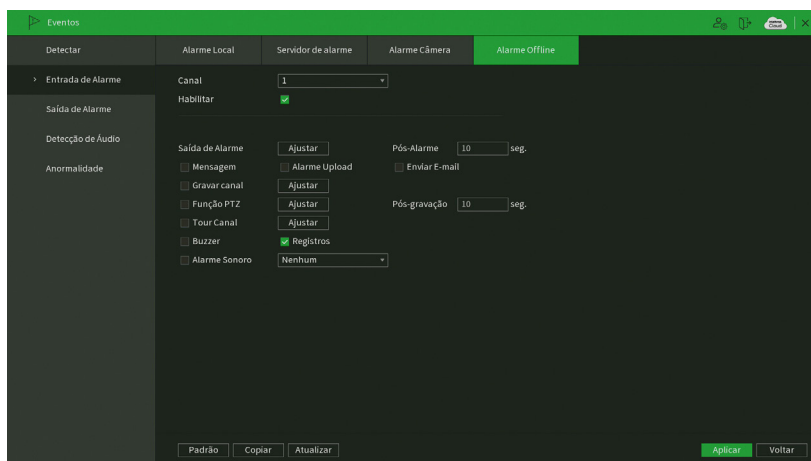 Eventos
Detectar
Alarme Local
Servidor de alarme
Alarme Câmera
Alarme Offline
Entrada de Alarme
Saída de Alarme
Detecção de Áudio
Anormalidade
Canal 1
Habilitar
Saída de Alarme Ajustar Pós-Alarme 10 seg.
Mensagem Alarme Upload Enviar E-mail
Gravar canal Ajustar
Função PTZ Ajustar Pós-gravação 10 seg.
Tour Canal Ajustar
Buzzer Registros
Alarme Sonoro Nenhum
Padrão Copiar Atualizar Aplicar Voltar